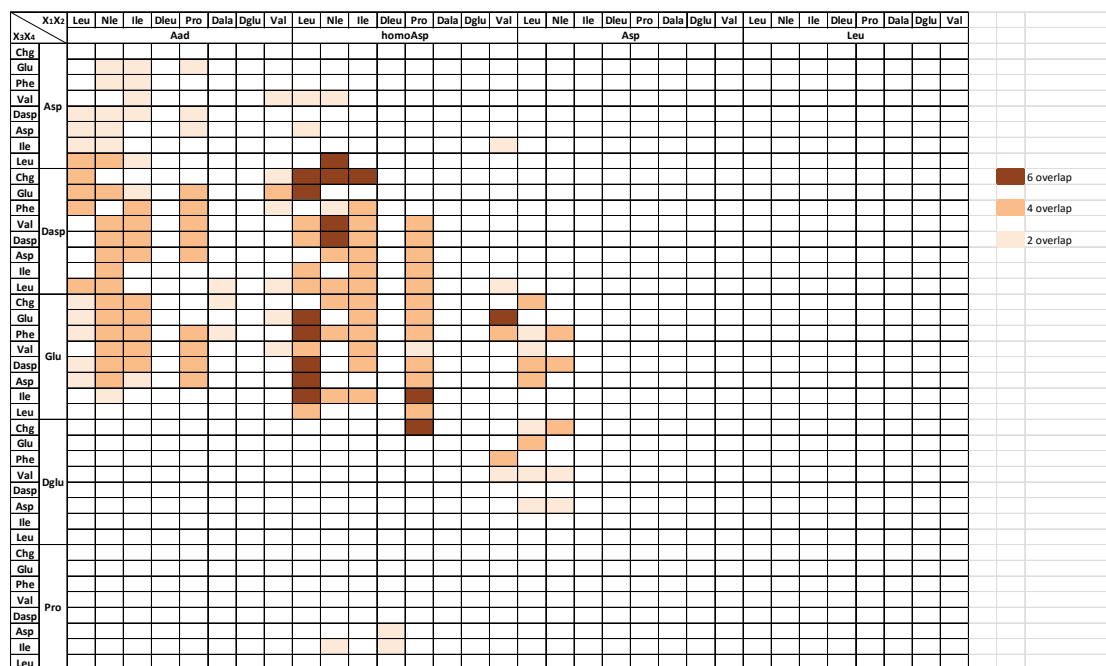 X₁X₂ Leu Nle Ile Dleu Pro Dala Dglu Val Leu Nle Ile Dleu Pro Dala Dglu Val Leu Nle Ile Dleu Pro Dala Dglu Val Leu Nle Ile Dleu Pro Dala Dglu Val
X₃X₄ Aad homoAsp Asp Leu
Chg
Glu
Phe
Val
Asp
Dasp
Asp
Ile
Leu
Chg
6 overlap
Glu
Phe
4 overlap
Val
Dasp
Dasp
2 overlap
Asp
Ile
Leu
Chg
Glu
Phe
Val
Glu
Dasp
Asp
Ile
Leu
Chg
Glu
Phe
Val
Dglu
Dasp
Asp
Ile
Leu
Chg
Glu
Phe
Val
Pro
Dasp
Asp
Ile
Leu